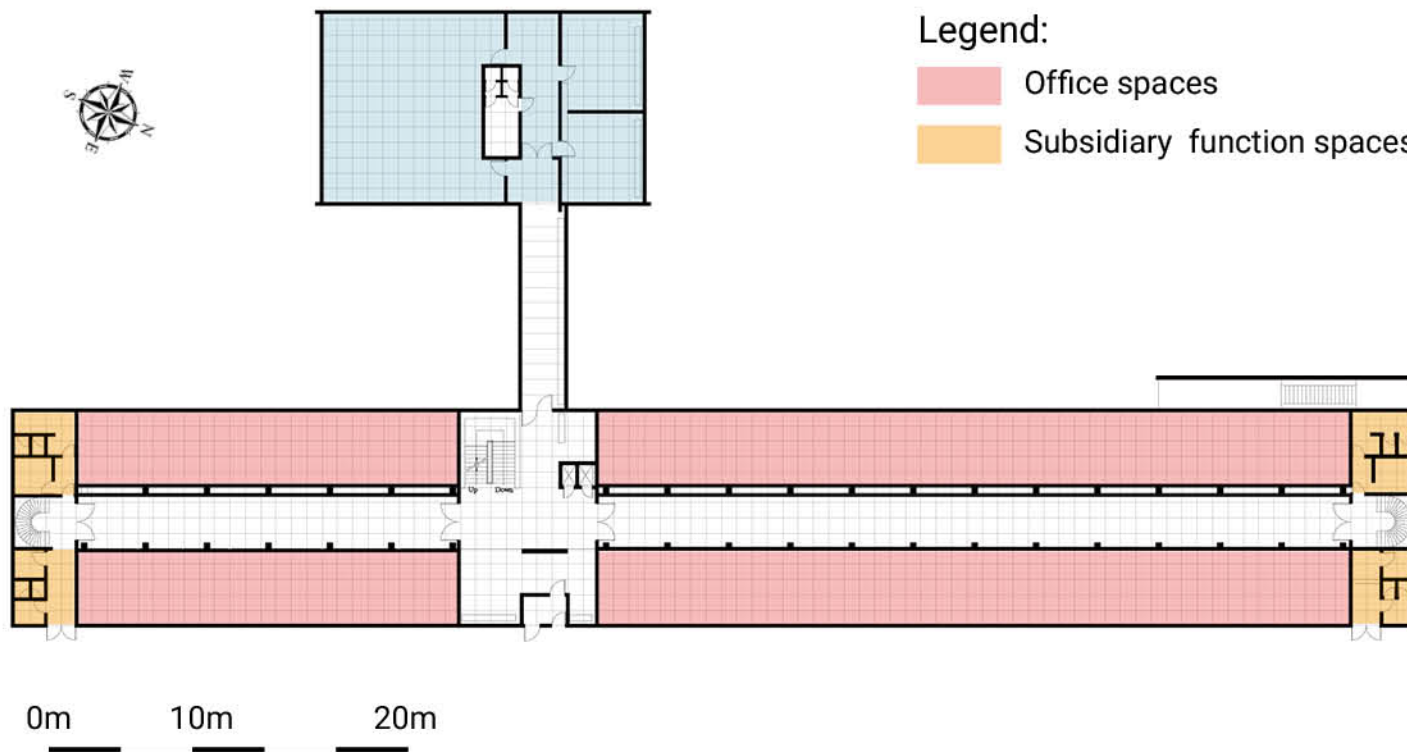 Legend:
Office spaces
Subsidiary function spaces
W
S
N
E
Up Down
0m 10m 20m